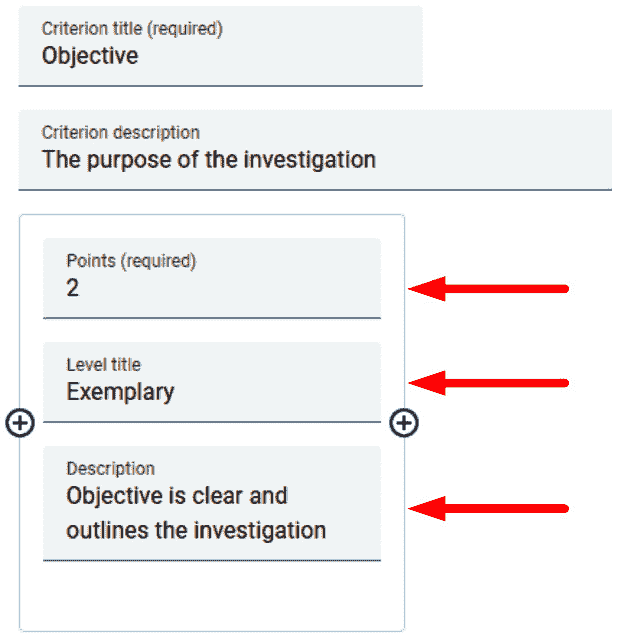 Criterion title (required)
Objective
Criterion description
The purpose of the investigation
Points (required)
2
Level title
Exemplary
Description
Objective is clear and
outlines the investigation